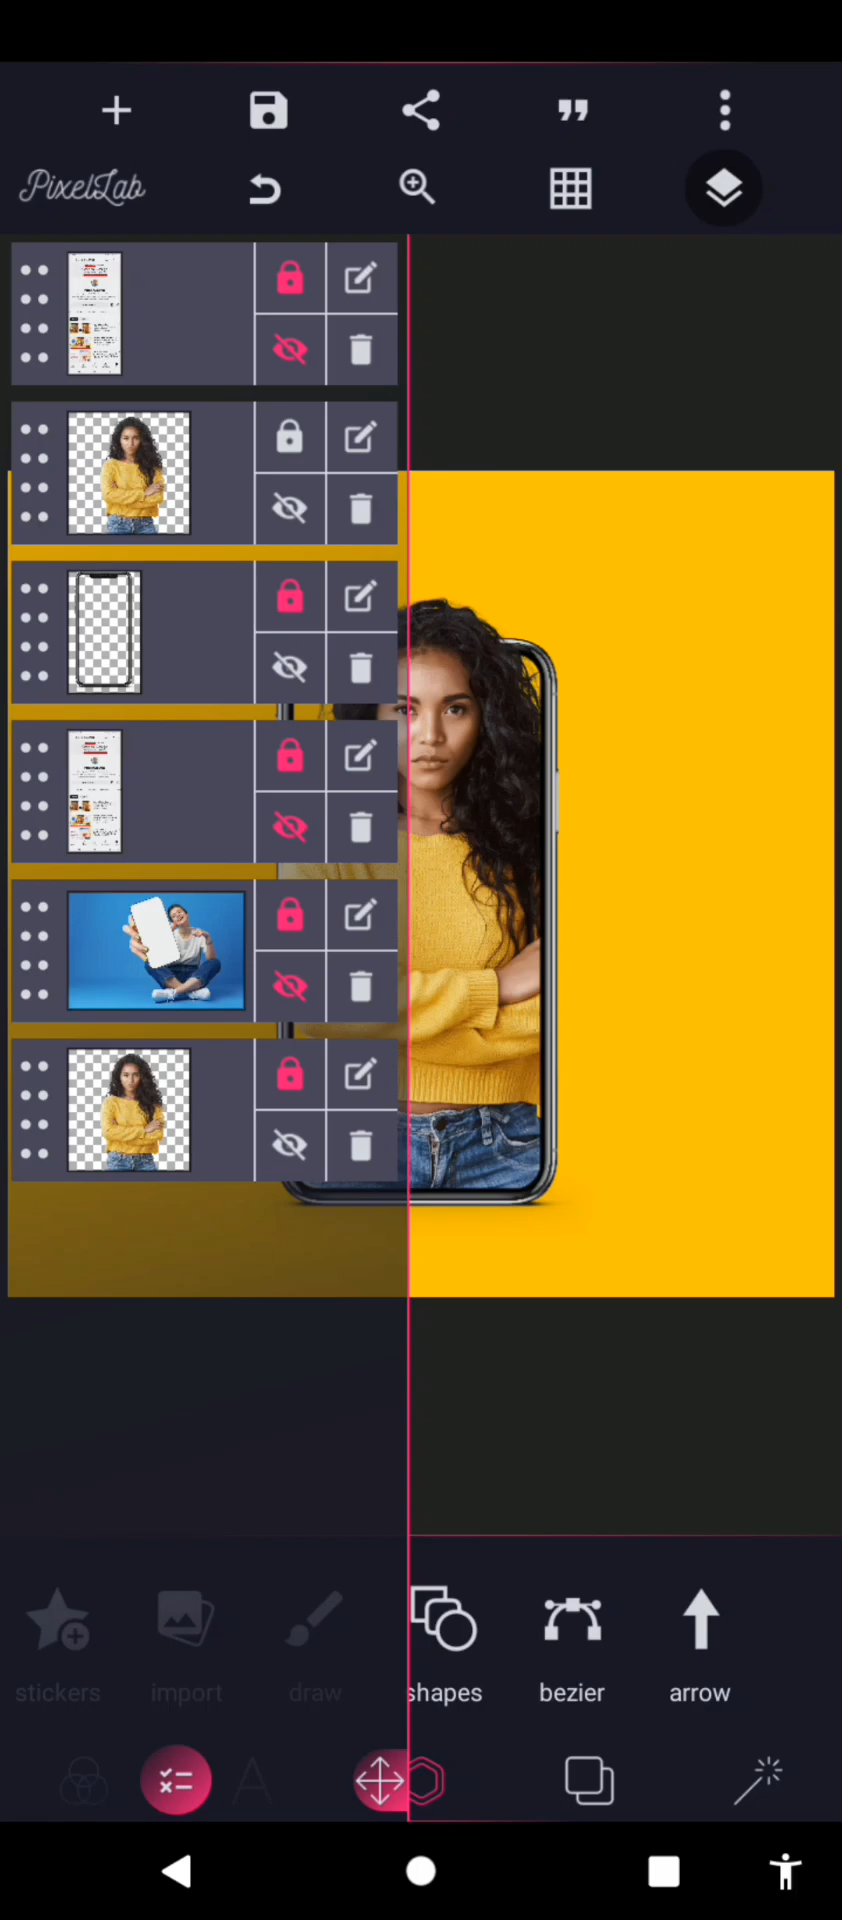 PixelLab
stickers
import
draw
shapes
bezier
arrow